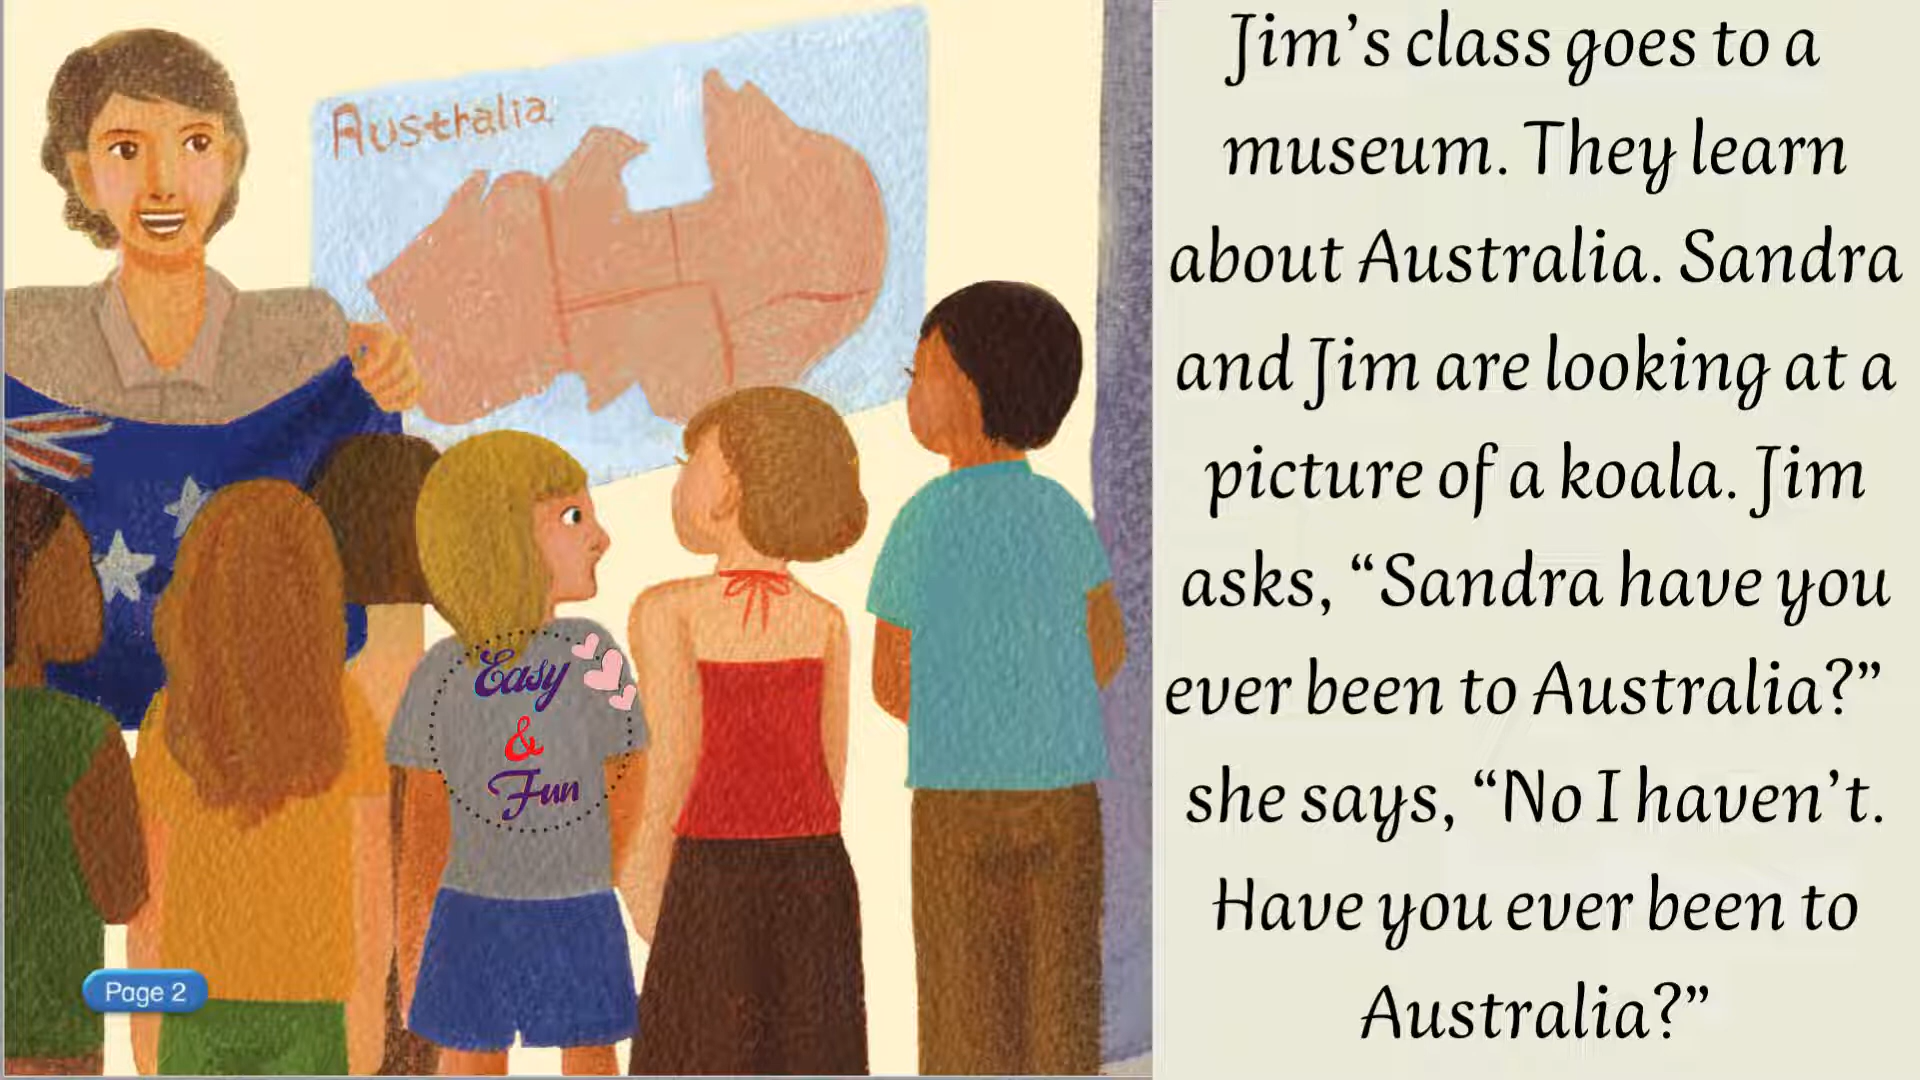 Australia
Easy
&
Fun
Page 2
Jim’s class goes to a
museum. They learn
about Australia. Sandra
and Jim are looking at a
picture of a koala. Jim
asks, “Sandra have you
ever been to Australia?”
she says, “No I haven’t.
Have you ever been to
Australia?”